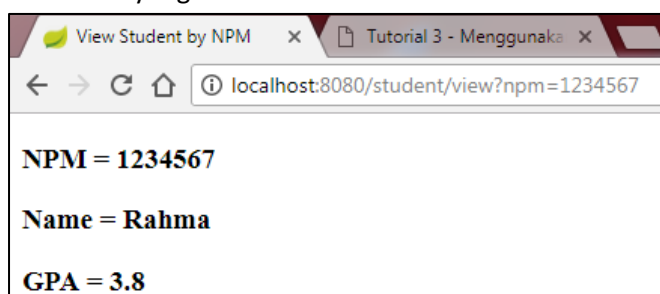 View Student by NPM
Tutorial 3 - Menggunaka
localhost:8080/student/view?npm=1234567
NPM = 1234567
Name = Rahma
GPA = 3.8